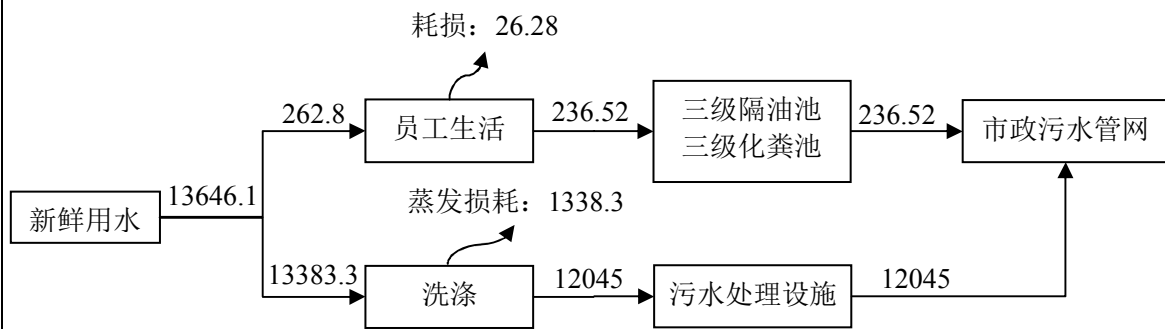 耗损：26.28
262.8
员工生活
236.52
三级隔油池
三级化粪池
236.52
市政污水管网
13646.1
新鲜用水
蒸发损耗：1338.3
13383.3
洗涤
12045
污水处理设施
12045